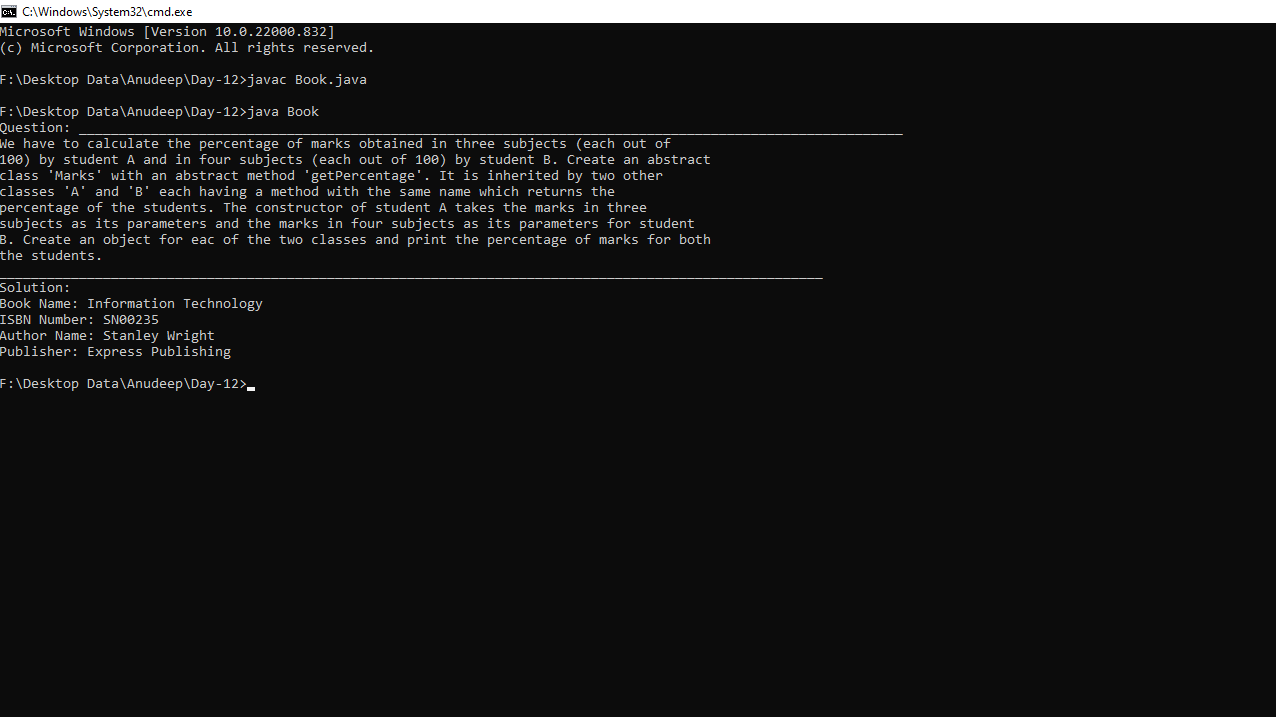 C:\Windows\System32\cmd.exe
Microsoft Windows [Version 10.0.22000.832]
(c) Microsoft Corporation. All rights reserved.
F:\Desktop Data\Anudeep\Day-12>javac Book.java
F:\Desktop Data\Anudeep\Day-12>java Book
Question: _______________________________________________________________________________________________________
We have to calculate the percentage of marks obtained in three subjects (each out of
100) by student A and in four subjects (each out of 100) by student B. Create an abstract
class 'Marks' with an abstract method 'getPercentage'. It is inherited by two other
classes 'A' and 'B' each having a method with the same name which returns the
percentage of the students. The constructor of student A takes the marks in three
subjects as its parameters and the marks in four subjects as its parameters for student
B. Create an object for eac of the two classes and print the percentage of marks for both
the students.
_______________________________________________________________________________________________________
Solution:
Book Name: Information Technology
ISBN Number: SN00235
Author Name: Stanley Wright
Publisher: Express Publishing
F:\Desktop Data\Anudeep\Day-12>